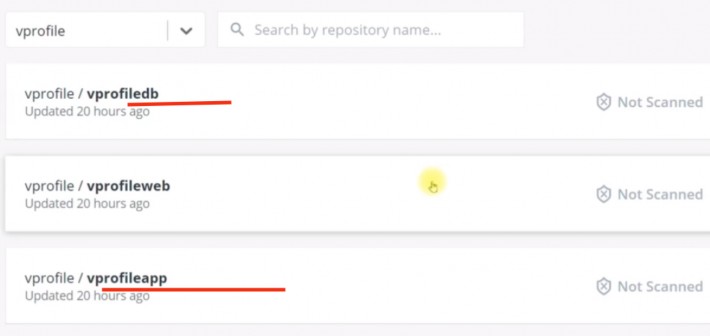 vprofile
Search by repository name...
vprofile / vprofiledb
Updated 20 hours ago
Not Scanned
vprofile / vprofileweb
Updated 20 hours ago
Not Scanned
vprofile / vprofileapp
Updated 20 hours ago
Not Scanned